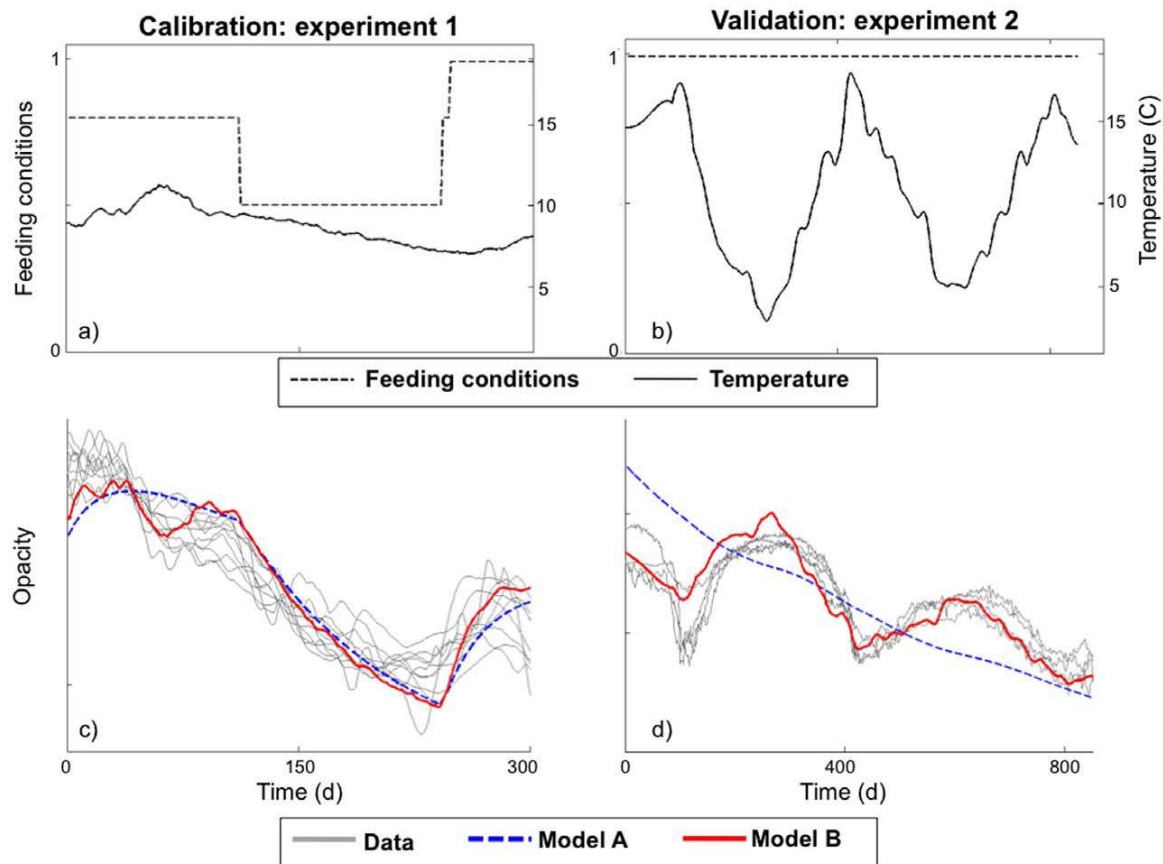 Calibration: experiment 1
Validation: experiment 2
Feeding conditions
1
0
15
10
5
a)
1
0
15
10
5
Temperature (C)
b)
Feeding conditions Temperature
Opacity
c)
0 150 300
Time (d)
d)
0 400 800
Time (d)
Data Model A Model B